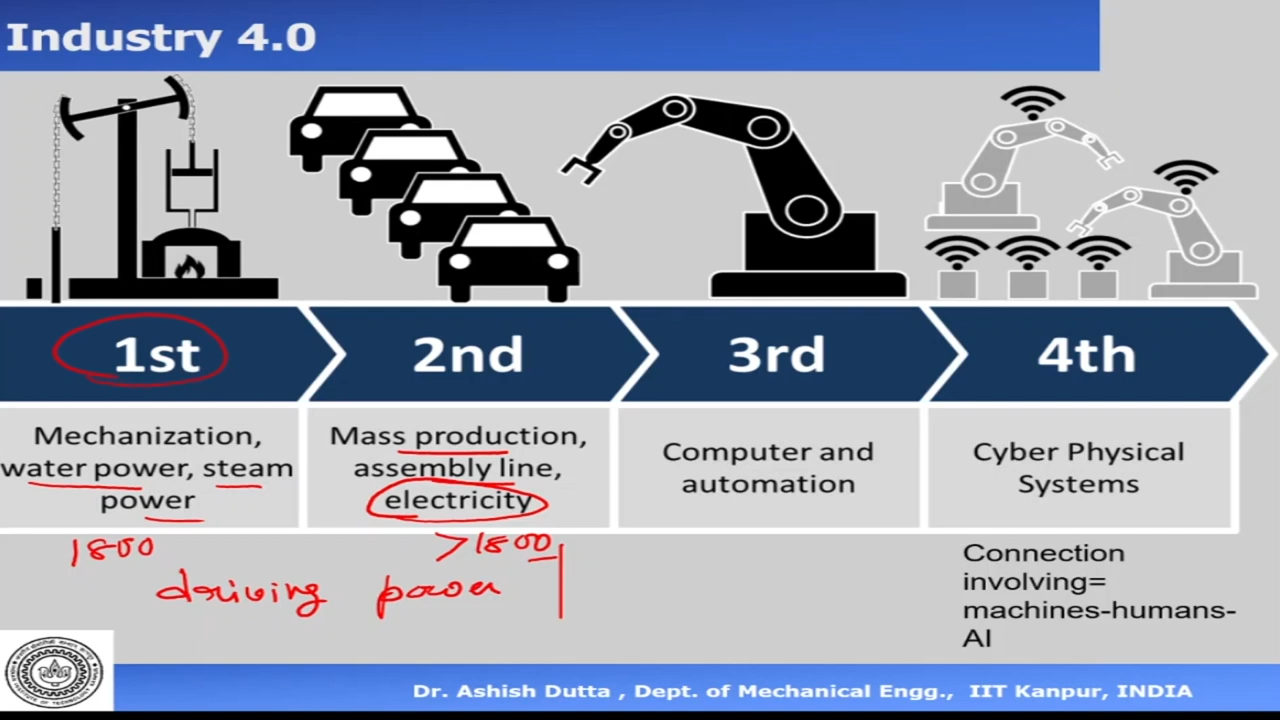 Industry 4.0
1st
2nd
3rd
4th
Mechanization,
water power, steam
power
Mass production,
assembly line,
electricity
Computer and
automation
Cyber Physical
Systems
1800
>1800
driving power
Connection
involving=
machines-humans-
AI
Dr. Ashish Dutta , Dept. of Mechanical Engg., IIT Kanpur, INDIA